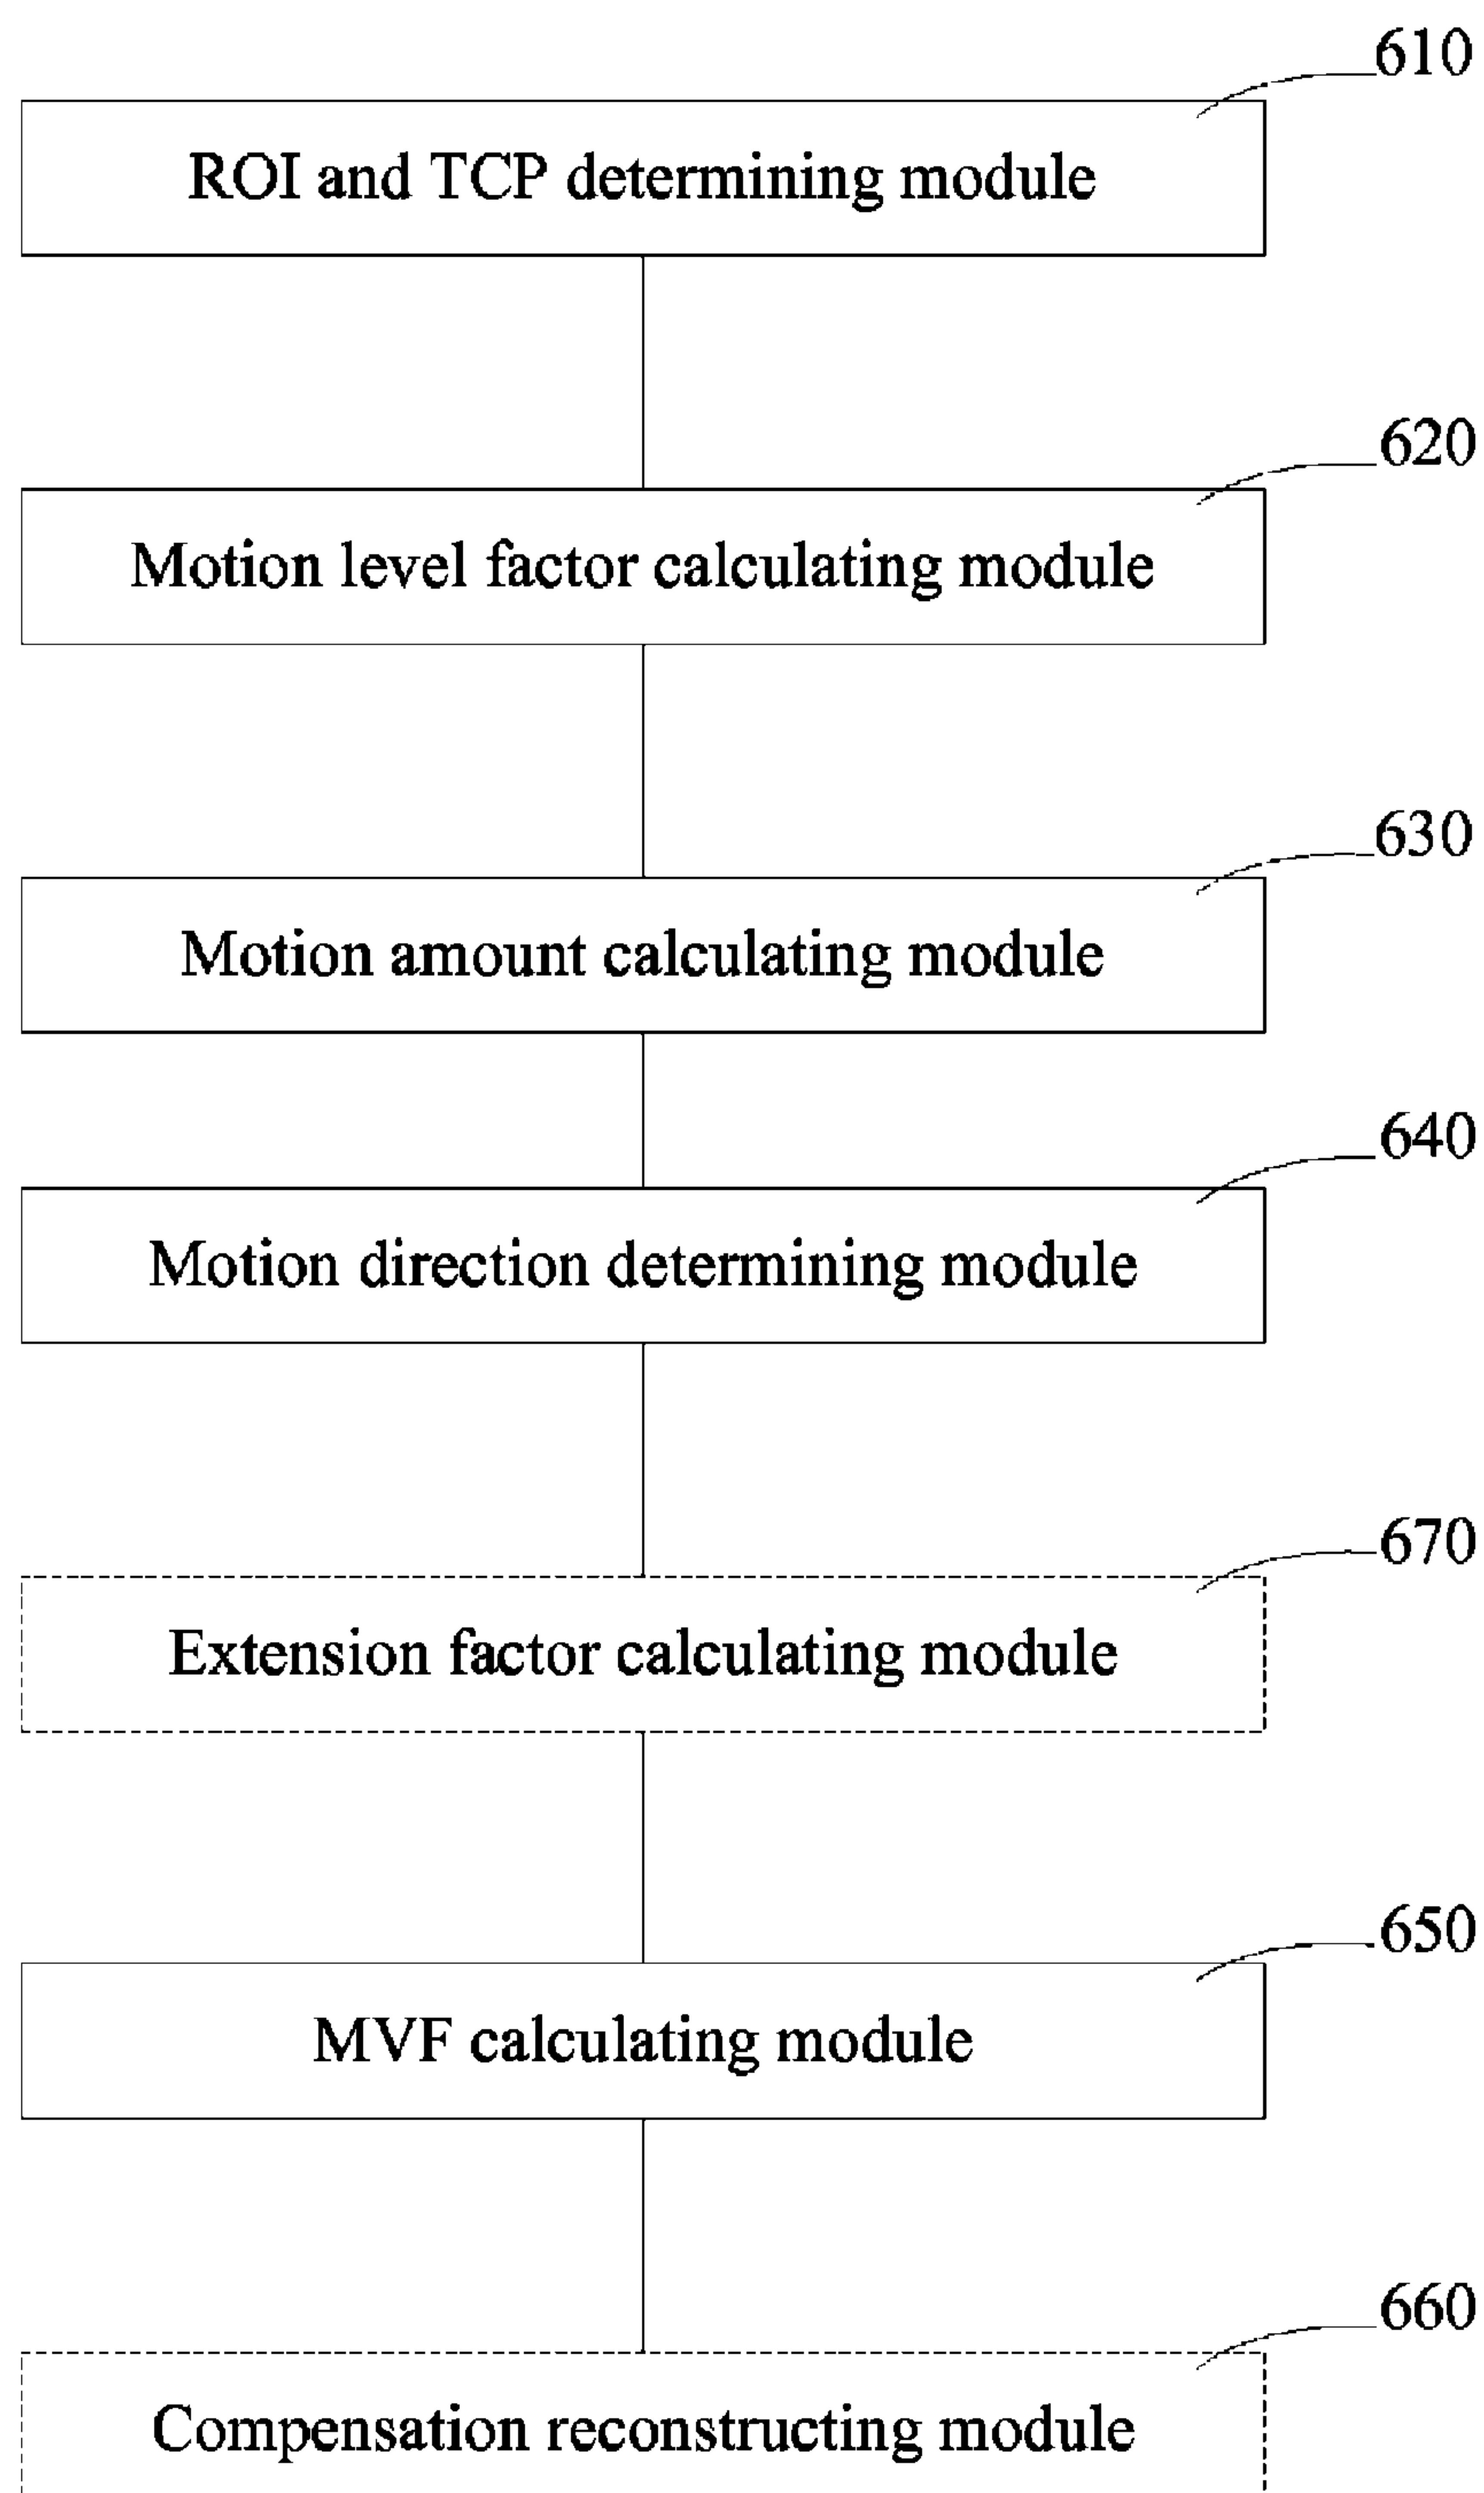 610
ROI and TCP determining module
620
Motion level factor calculating module
630
Motion amount calculating module
640
Motion direction determining module
670
Extension factor calculating module
650
MVF calculating module
660
Compensation reconstructing module